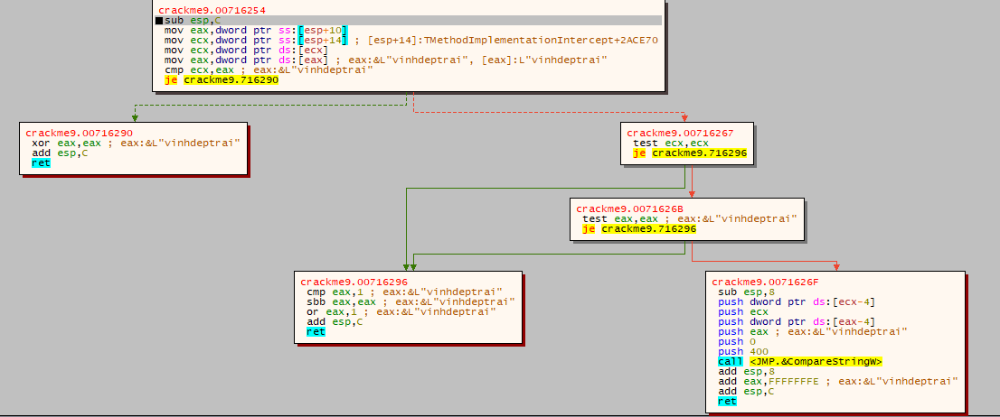 crackme9.00716254
sub esp,C
mov eax,dword ptr ss:[esp+10]
mov ecx,dword ptr ss:[esp+14] ; [esp+14]:TMethodImplementationIntercept+2ACE70
mov ecx,dword ptr ds:[ecx]
mov eax,dword ptr ds:[eax] ; eax:&L"vinhdeptrai", [eax]:L"vinhdeptrai"
cmp ecx,eax ; eax:&L"vinhdeptrai"
je crackme9.716290
crackme9.00716290
xor eax,eax ; eax:&L"vinhdeptrai"
add esp,C
ret
crackme9.00716267
test ecx,ecx
je crackme9.716296
crackme9.0071626B
test eax,eax ; eax:&L"vinhdeptrai"
je crackme9.716296
crackme9.00716296
cmp eax,1 ; eax:&L"vinhdeptrai"
sbb eax,eax ; eax:&L"vinhdeptrai"
or eax,1 ; eax:&L"vinhdeptrai"
add esp,C
ret
crackme9.0071626F
sub esp,8
push dword ptr ds:[ecx-4]
push ecx
push dword ptr ds:[eax-4]
push eax ; eax:&L"vinhdeptrai"
push 0
push 400
call <JMP.&CompareStringW>
add esp,8
add eax,FFFFFFFE ; eax:&L"vinhdeptrai"
add esp,C
ret